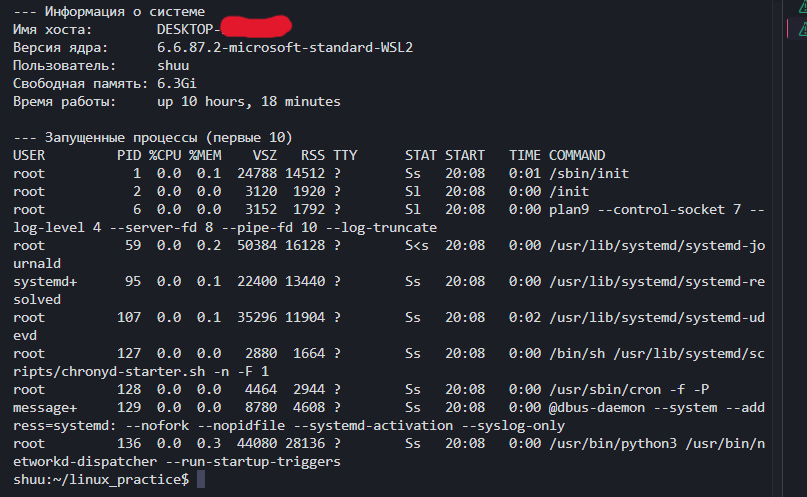 --- Информация о системе
Имя хоста:        DESKTOP-
Версия ядра:      6.6.87.2-microsoft-standard-WSL2
Пользователь:     shuu
Свободная память: 6.3Gi
Время работы:     up 10 hours, 18 minutes
--- Запущенные процессы (первые 10)
USER         PID %CPU %MEM    VSZ   RSS TTY      STAT START   TIME COMMAND
root           1  0.0  0.1  24788 14512 ?        Ss   20:08   0:01 /sbin/init
root           2  0.0  0.0   3120  1920 ?        Sl   20:08   0:00 /init
root           6  0.0  0.0   3152  1792 ?        Sl   20:08   0:00 plan9 --control-socket 7 --
log-level 4 --server-fd 8 --pipe-fd 10 --log-truncate
root          59  0.0  0.2  50384 16128 ?        S<s  20:08   0:00 /usr/lib/systemd/systemd-jo
urnald
systemd+      95  0.0  0.1  22400 13440 ?        Ss   20:08   0:00 /usr/lib/systemd/systemd-re
solved
root         107  0.0  0.1  35296 11904 ?        Ss   20:08   0:02 /usr/lib/systemd/systemd-ud
evd
root         127  0.0  0.0   2880  1664 ?        Ss   20:08   0:00 /bin/sh /usr/lib/systemd/sc
ripts/chronyd-starter.sh -n -F 1
root         128  0.0  0.0   4464  2944 ?        Ss   20:08   0:00 /usr/sbin/cron -f -P
message+     129  0.0  0.0   8780  4608 ?        Ss   20:08   0:00 @dbus-daemon --system --add
ress=systemd: --nofork --nopidfile --systemd-activation --syslog-only
root         136  0.0  0.3  44080 28136 ?        Ss   20:08   0:00 /usr/bin/python3 /usr/bin/n
etworkd-dispatcher --run-startup-triggers
shuu:~/linux_practice$